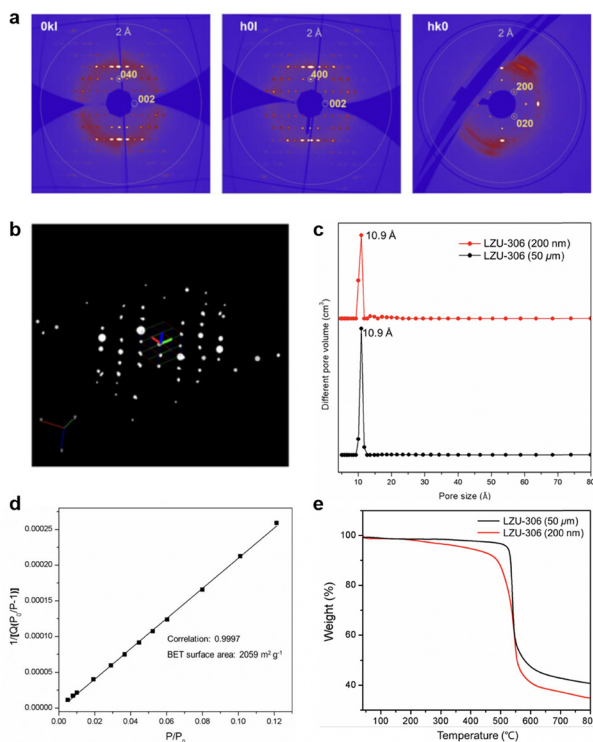 a
0kl
2 Å
040
002
h0l
2 Å
400
002
hk0
2 Å
200
020
b
c
10.9 Å
LZU-306 (200 nm)
LZU-306 (50 µm)
10.9 Å
Different pore volume (cm³)
10 20 30 40 50 60 70 80
Pore size (Å)
d
0.00025
0.00020
0.00015
0.00010
0.00005
0.00000
1/[Q(P₀/P-1)]
Correlation: 0.9997
BET surface area: 2059 m² g⁻¹
0.00 0.02 0.04 0.06 0.08 0.10 0.12
P/P₀
e
LZU-306 (50 µm)
LZU-306 (200 nm)
100
80
60
40
Weight (%)
100 200 300 400 500 600 700 800
Temperature (℃)